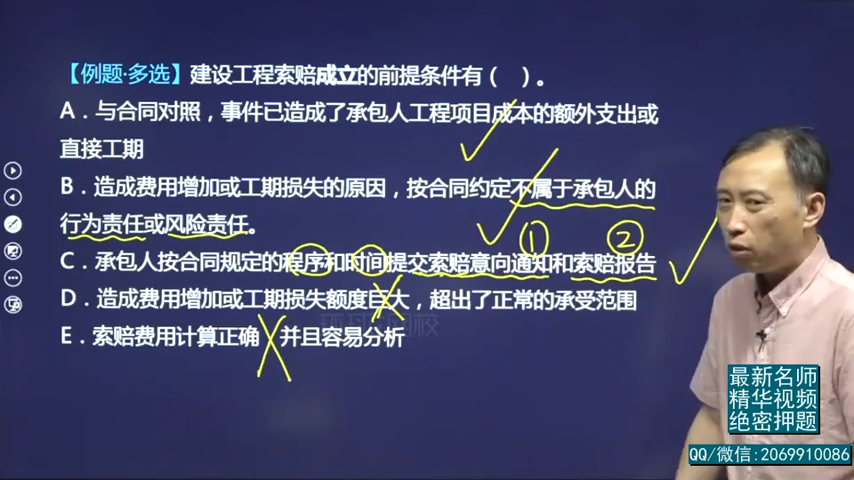 【例题·多选】建设工程索赔成立的前提条件有（ ）。
A．与合同对照，事件已造成了承包人工程项目成本的额外支出或
直接工期
B．造成费用增加或工期损失的原因，按合同约定不属于承包人的
行为责任或风险责任。
① ②
C．承包人按合同规定的程序和时间提交索赔意向通知和索赔报告
D．造成费用增加或工期损失额度巨大，超出了正常的承受范围
E．索赔费用计算正确 并且容易分析
最新名师
精华视频
绝密押题
QQ/微信:2069910086